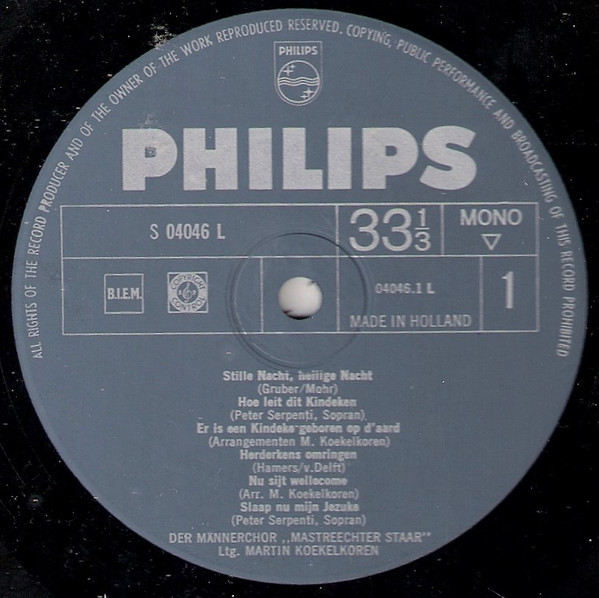 ALL RIGHTS OF THE RECORD PRODUCER AND OF THE OWNER OF THE WORK REPRODUCED RESERVED. COPYING, PUBLIC PERFORMANCE AND BROADCASTING OF THIS RECORD PROHIBITED
PHILIPS
PHILIPS
S 04046 L
33 1/3
MONO
B.I.E.M.
COPYRIGHT CONTROL
04046.1 L
1
MADE IN HOLLAND
Stille Nacht, heilige Nacht
(Gruber/Mohr)
Hoe leit dit Kindeken
(Peter Serpenti, Sopran)
Er is een Kindeke geboren op d'aard
(Arrangementen M. Koekelkoren)
Herderkens omringen
(Hamers/v.Delft)
Nu sijt wellecome
(Arr. M. Koekelkoren)
Slaap nu mijn Jezuke
(Peter Serpenti, Sopran)
DER MÄNNERCHOR ,,MASTREECHTER STAAR"
Ltg. MARTIN KOEKELKOREN